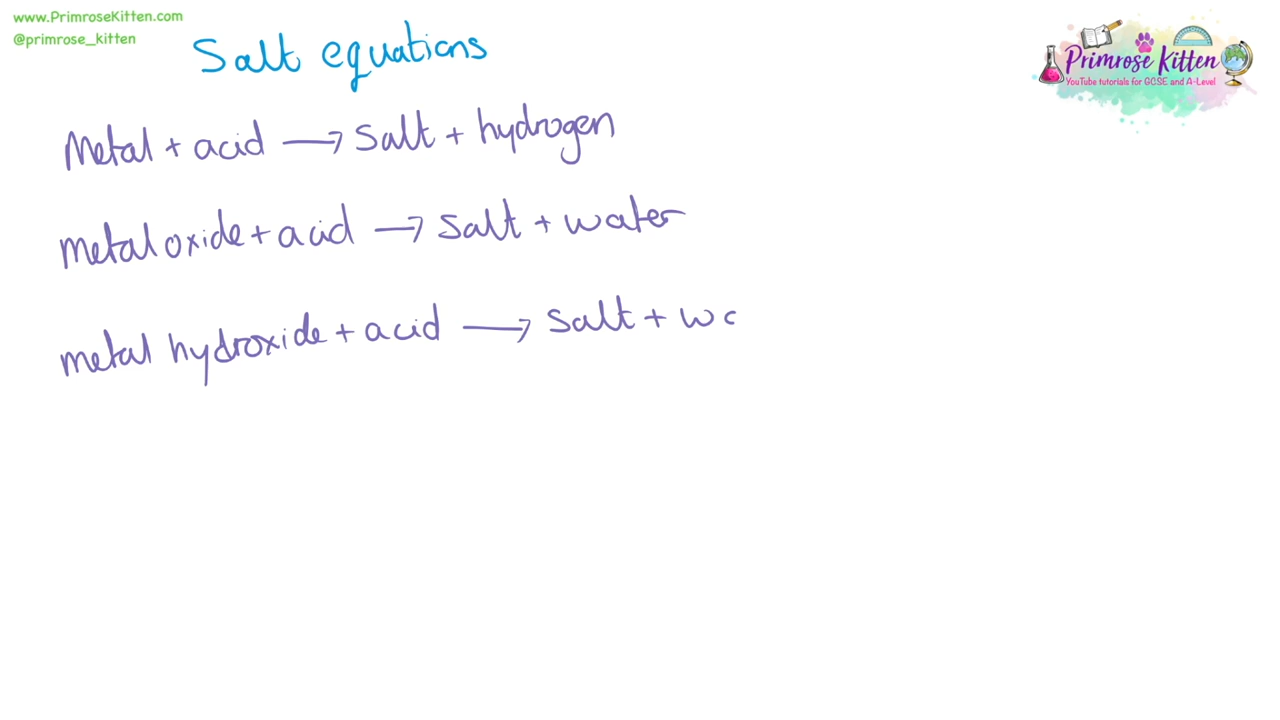 www.PrimroseKitten.com
@primrose_kitten
Salt equations
Primrose Kitten
YouTube tutorials for GCSE and A-Level
Metal + acid → Salt + hydrogen
metal oxide + acid → Salt + water
metal hydroxide + acid → Salt + wa